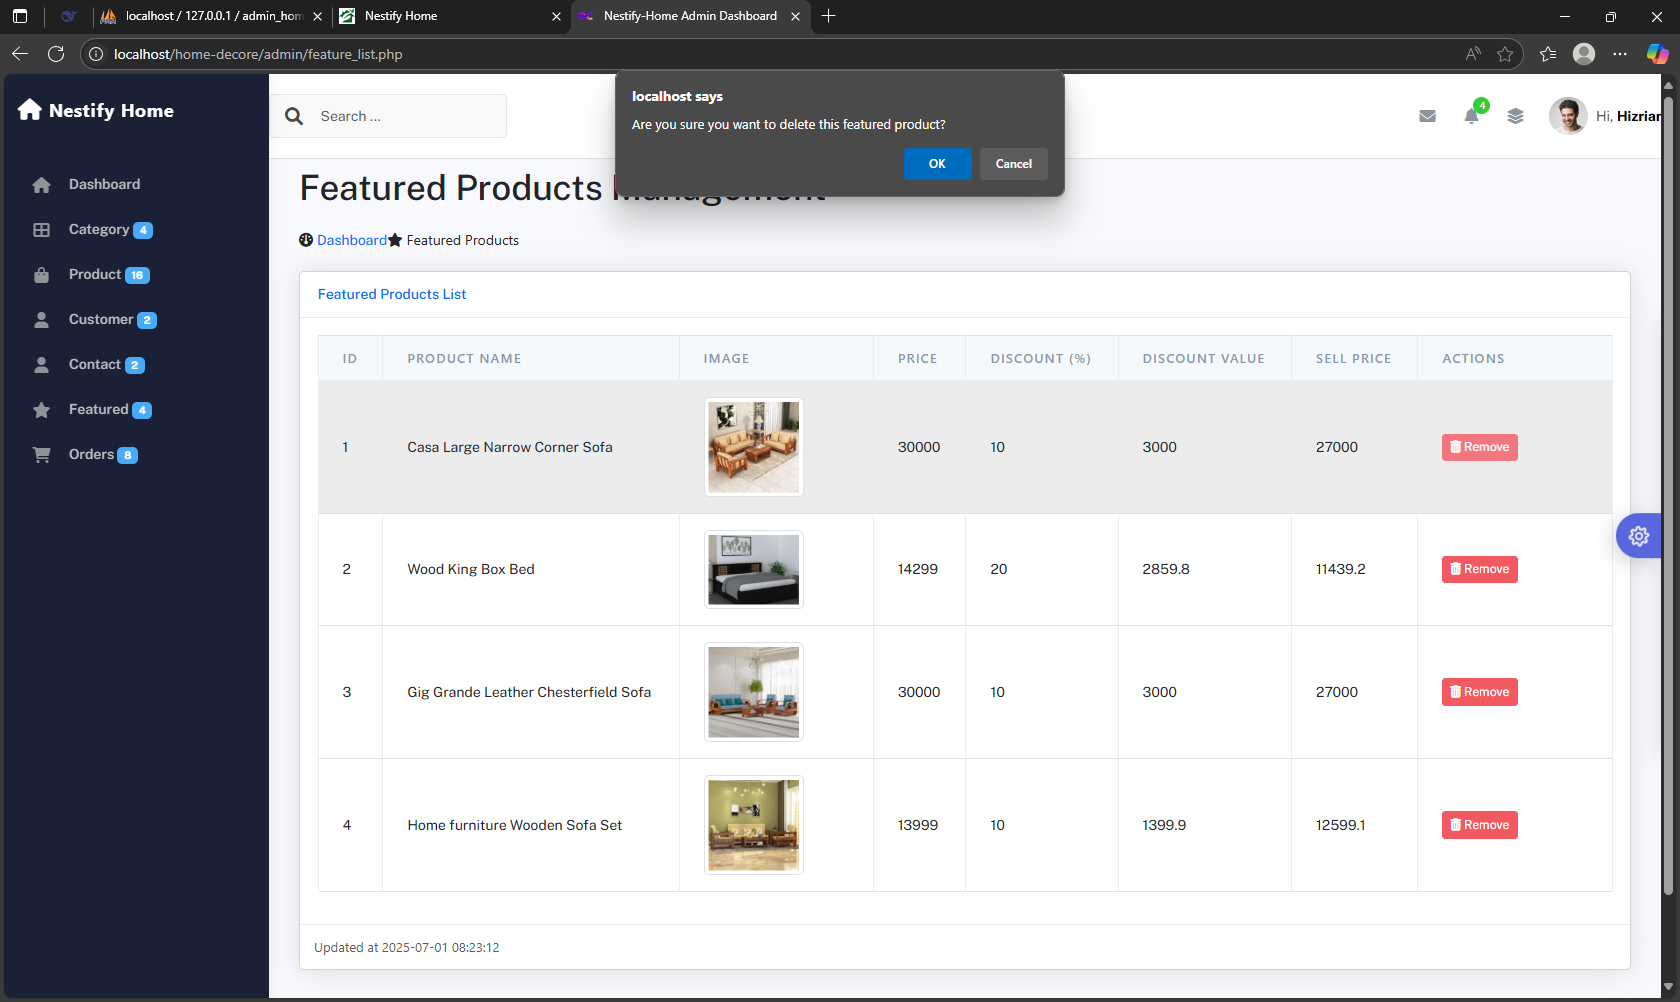 localhost / 127.0.0.1 / admin_hom
Nestify Home
Nestify-Home Admin Dashboard
localhost/home-decore/admin/feature_list.php
localhost says
Are you sure you want to delete this featured product?
OK
Cancel
Nestify Home
Search ...
4
Hi, Hizrian
Dashboard
Category 4
Product 16
Customer 2
Contact 2
Featured 4
Orders 8
Featured Products Management
Dashboard Featured Products
Featured Products List
ID PRODUCT NAME IMAGE PRICE DISCOUNT (%) DISCOUNT VALUE SELL PRICE ACTIONS
1 Casa Large Narrow Corner Sofa 30000 10 3000 27000 Remove
2 Wood King Box Bed 14299 20 2859.8 11439.2 Remove
3 Gig Grande Leather Chesterfield Sofa 30000 10 3000 27000 Remove
4 Home furniture Wooden Sofa Set 13999 10 1399.9 12599.1 Remove
Updated at 2025-07-01 08:23:12